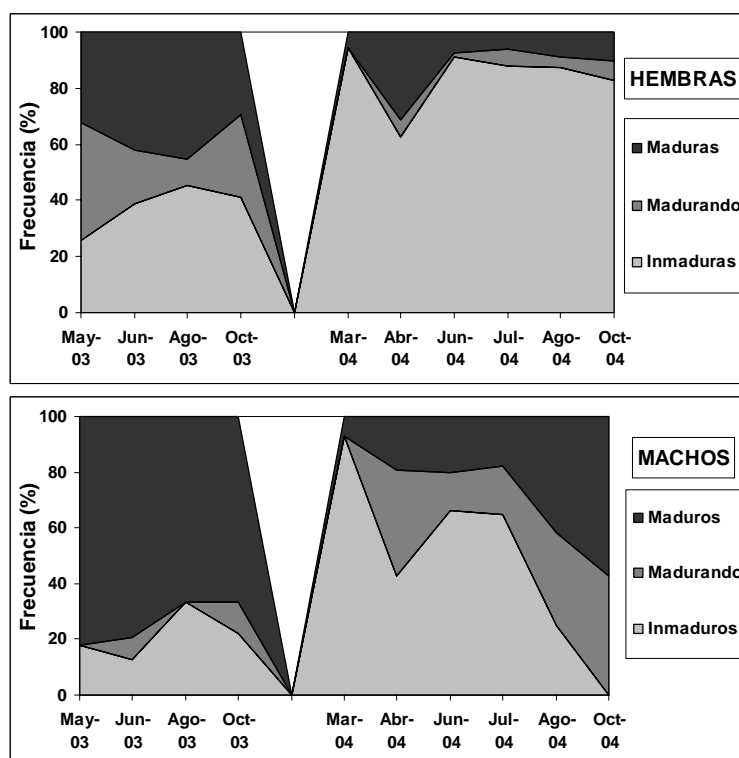 100
80
60
40
20
0
Frecuencia (%)
May-03 Jun-03 Ago-03 Oct-03 Mar-04 Abr-04 Jun-04 Jul-04 Ago-04 Oct-04
HEMBRAS
Maduras
Madurando
Inmaduras
100
80
60
40
20
0
Frecuencia (%)
May-03 Jun-03 Ago-03 Oct-03 Mar-04 Abr-04 Jun-04 Jul-04 Ago-04 Oct-04
MACHOS
Maduros
Madurando
Inmaduros